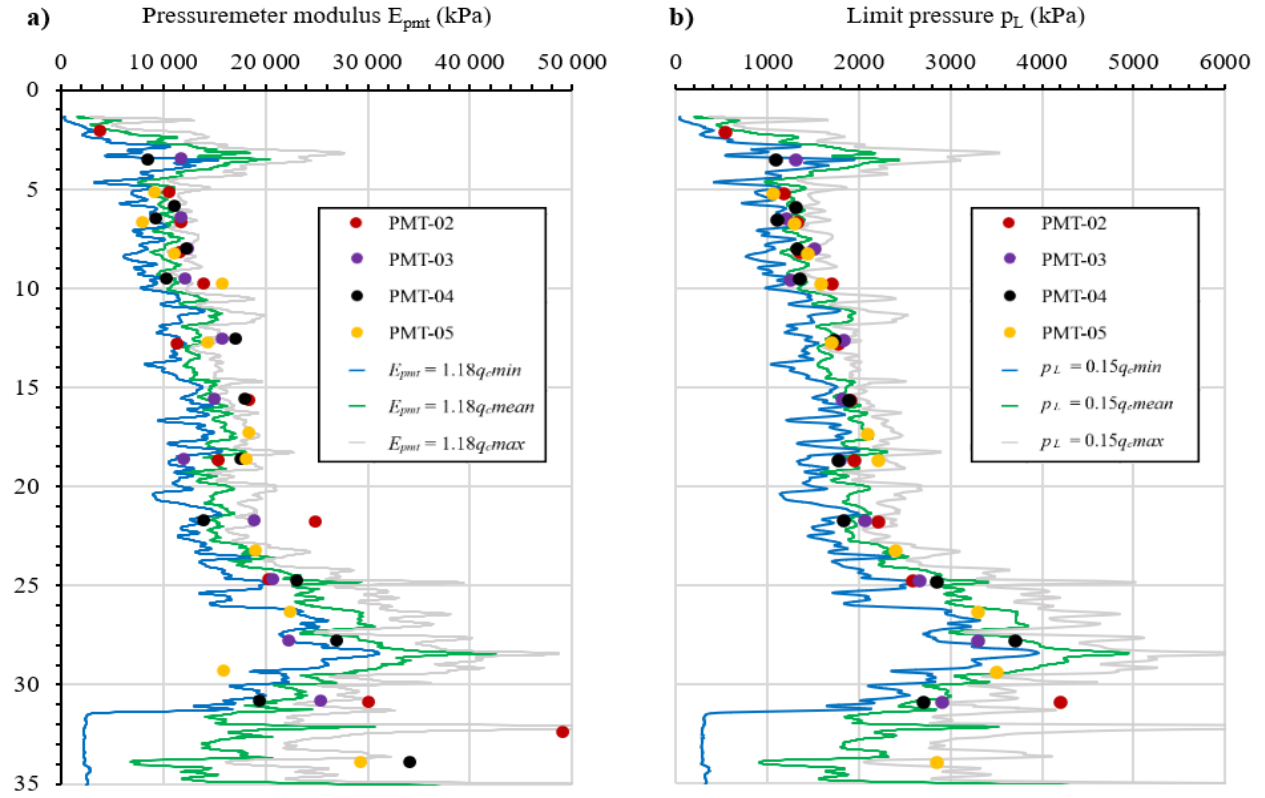 a) Pressuremeter modulus Epmt (kPa)
0 10 000 20 000 30 000 40 000 50 000
0
5
10
15
20
25
30
35
PMT-02
PMT-03
PMT-04
PMT-05
Epmt = 1.18qcmin
Epmt = 1.18qcmean
Epmt = 1.18qcmax
b) Limit pressure pL (kPa)
0 1000 2000 3000 4000 5000 6000
PMT-02
PMT-03
PMT-04
PMT-05
pL = 0.15qcmin
pL = 0.15qcmean
pL = 0.15qcmax